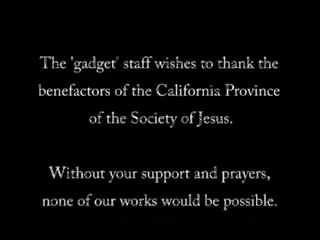 The 'gadget' staff wishes to thank the
benefactors of the California Province
of the Society of Jesus.
Without your support and prayers,
none of our works would be possible.